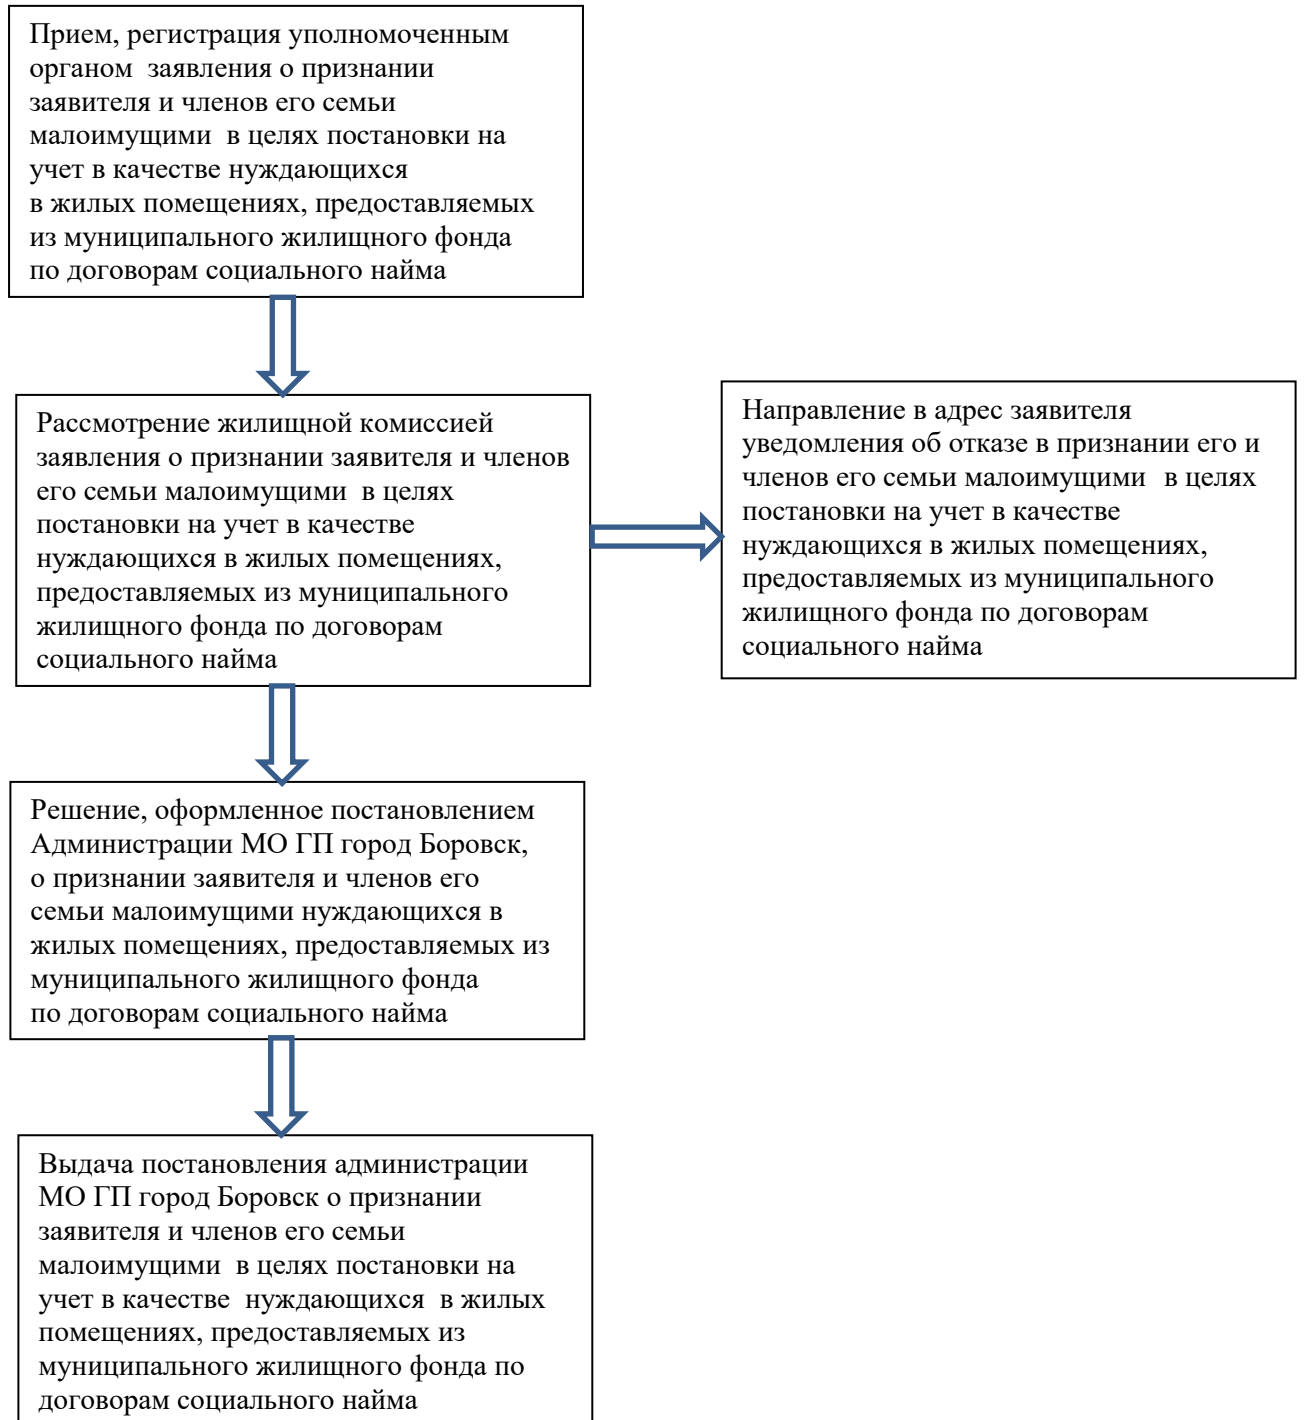 Прием, регистрация уполномоченным
органом  заявления о признании
заявителя и членов его семьи
малоимущими  в целях постановки на
учет в качестве нуждающихся
в жилых помещениях, предоставляемых
из муниципального жилищного фонда
по договорам социального найма
Рассмотрение жилищной комиссией
заявления о признании заявителя и членов
его семьи малоимущими  в целях
постановки на учет в качестве
нуждающихся в жилых помещениях,
предоставляемых из муниципального
жилищного фонда по договорам
социального найма
Направление в адрес заявителя
уведомления об отказе в признании его и
членов его семьи малоимущими  в целях
постановки на учет в качестве
нуждающихся в жилых помещениях,
предоставляемых из муниципального
жилищного фонда по договорам
социального найма
Решение, оформленное постановлением
Администрации МО ГП город Боровск,
о признании заявителя и членов его
семьи малоимущими нуждающихся в
жилых помещениях, предоставляемых из
муниципального жилищного фонда
по договорам социального найма
Выдача постановления администрации
МО ГП город Боровск о признании
заявителя и членов его семьи
малоимущими  в целях постановки на
учет в качестве  нуждающихся  в жилых
помещениях, предоставляемых из
муниципального жилищного фонда по
договорам социального найма